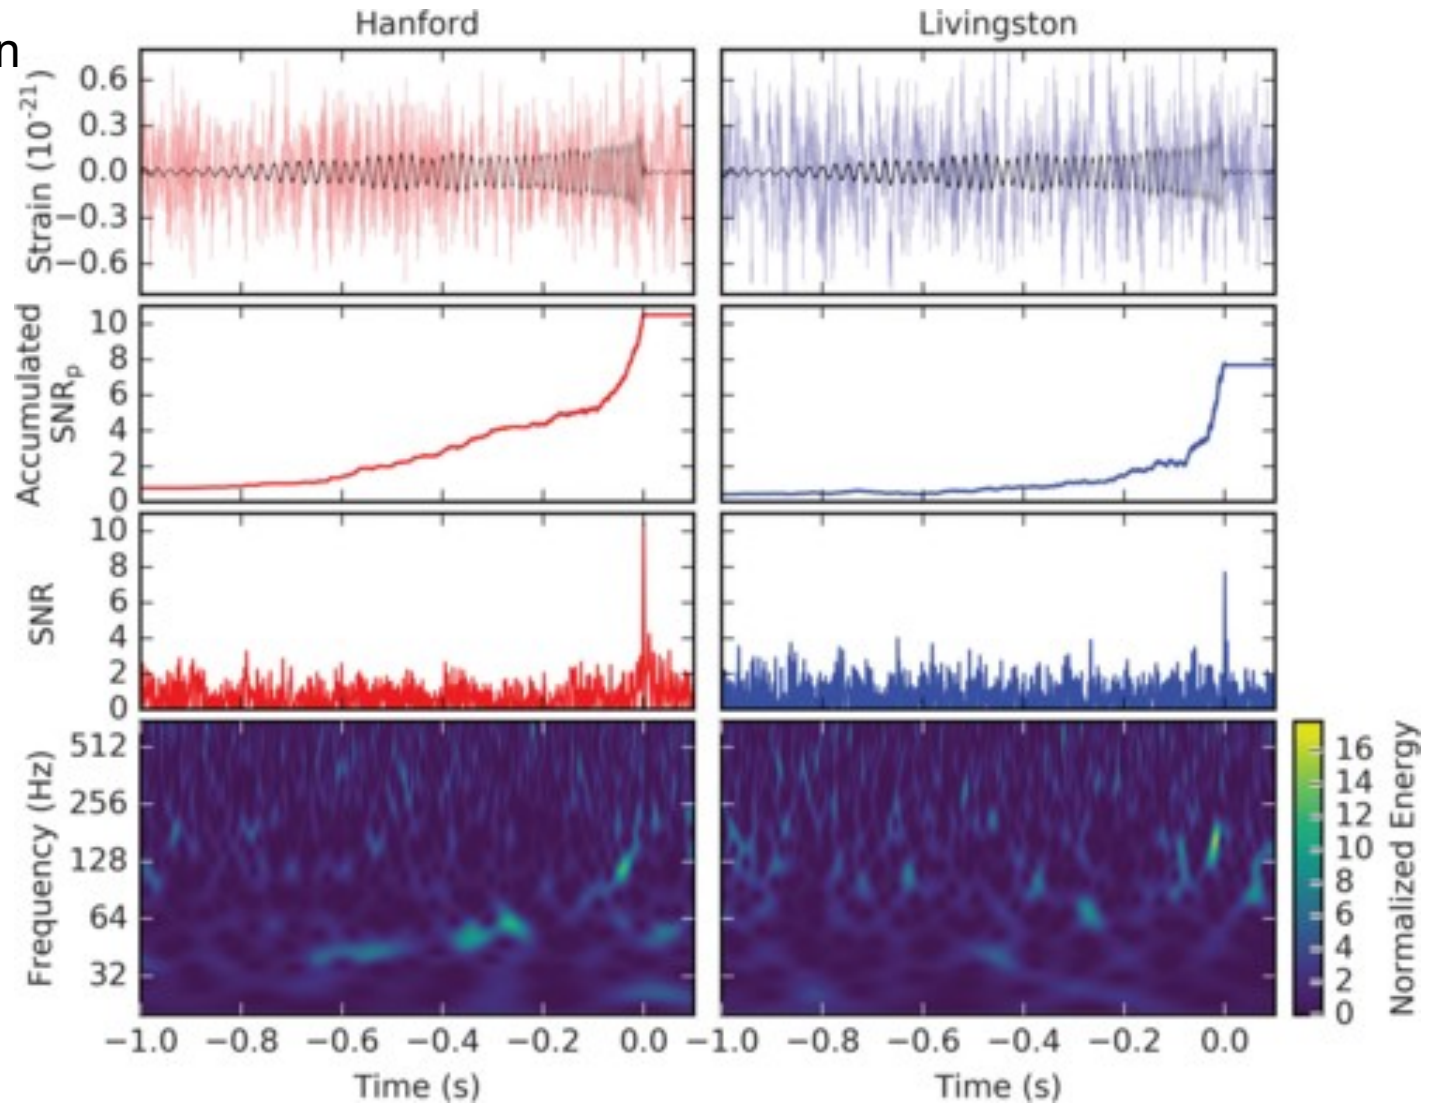 n
Hanford
Livingston
Strain (10⁻²¹)
0.6
0.3
0.0
−0.3
−0.6
Accumulated
SNRₚ
10
8
6
4
2
0
SNR
10
8
6
4
2
0
Frequency (Hz)
512
256
128
64
32
−1.0 −0.8 −0.6 −0.4 −0.2 0.0
−1.0 −0.8 −0.6 −0.4 −0.2 0.0
Time (s)
Time (s)
16
14
12
10
8
6
4
2
0
Normalized Energy